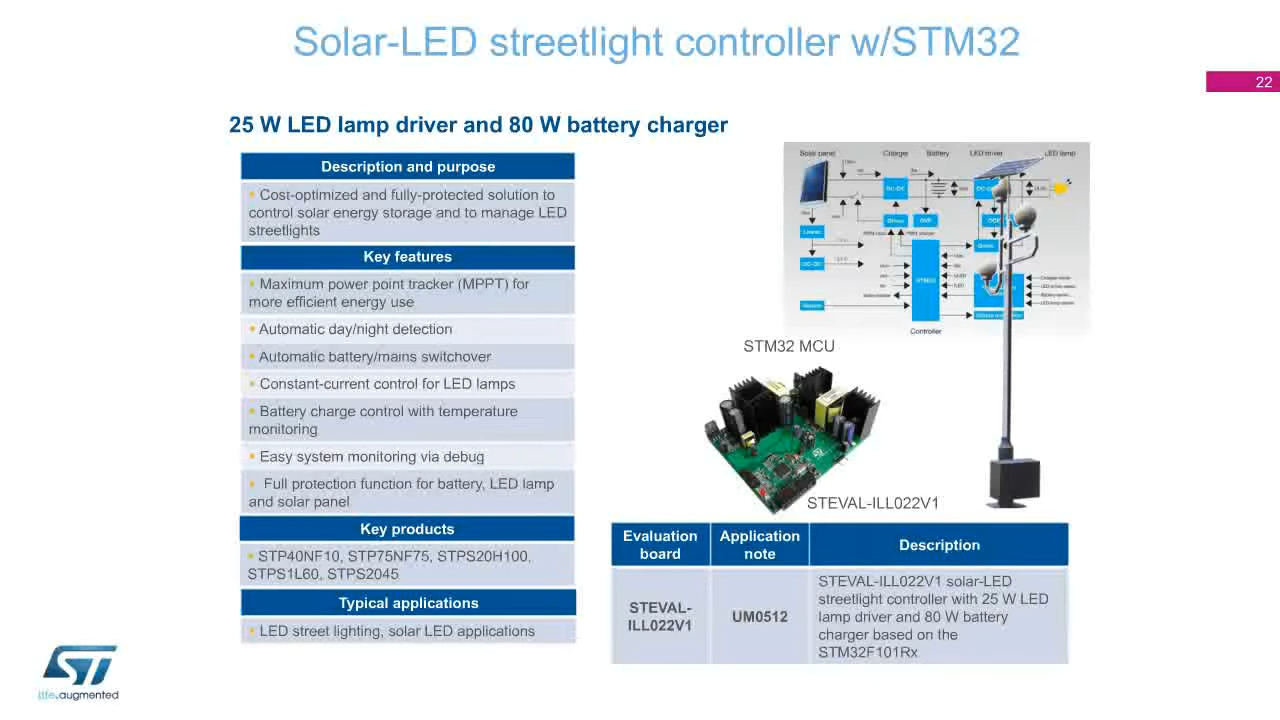 Solar-LED streetlight controller w/STM32
22
25 W LED lamp driver and 80 W battery charger
Description and purpose
• Cost-optimized and fully-protected solution to
control solar energy storage and to manage LED
streetlights
Key features
• Maximum power point tracker (MPPT) for
more efficient energy use
• Automatic day/night detection
• Automatic battery/mains switchover
• Constant-current control for LED lamps
• Battery charge control with temperature
monitoring
• Easy system monitoring via debug
• Full protection function for battery, LED lamp
and solar panel
Key products
• STP40NF10, STP75NF75, STPS20H100,
STPS1L60, STPS2045
Typical applications
• LED street lighting, solar LED applications
Solar panel
Charger
Battery
LED driver
LED lamp
DC-DC
Driver
OVP
STM32
Controller
STM32 MCU
STEVAL-ILL022V1
Evaluation
board
Application
note
Description
STEVAL-
ILL022V1
UM0512
STEVAL-ILL022V1 solar-LED
streetlight controller with 25 W LED
lamp driver and 80 W battery
charger based on the
STM32F101Rx
ST
life.augmented